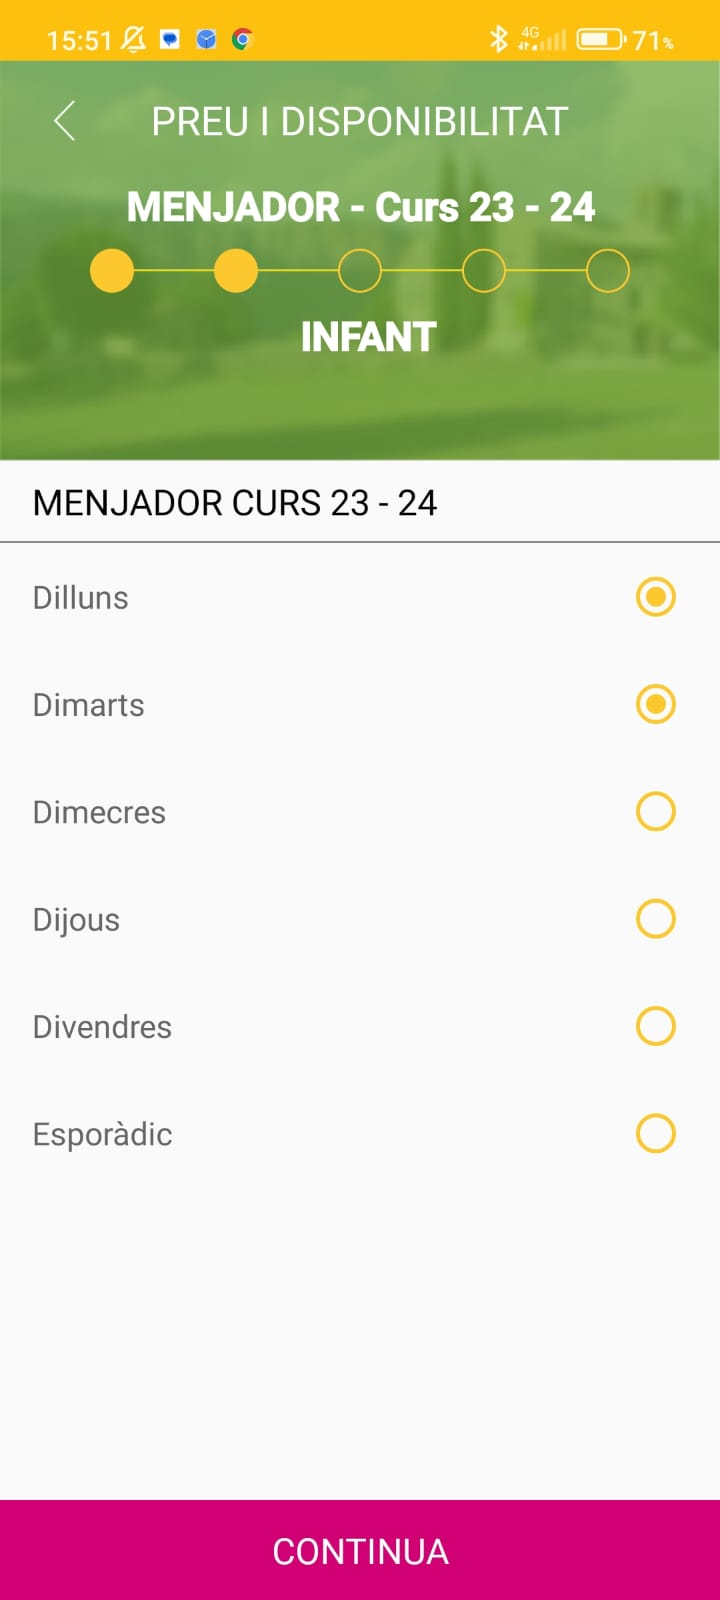 15:51 4G 71%
PREU I DISPONIBILITAT
MENJADOR - Curs 23 - 24
INFANT
MENJADOR CURS 23 - 24
Dilluns
Dimarts
Dimecres
Dijous
Divendres
Esporàdic
CONTINUA